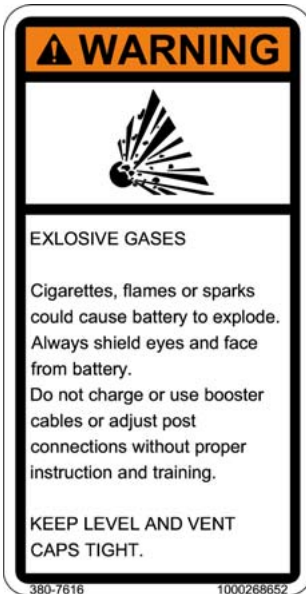 WARNING
EXLOSIVE GASES
Cigarettes, flames or sparks
could cause battery to explode.
Always shield eyes and face
from battery.
Do not charge or use booster
cables or adjust post
connections without proper
instruction and training.
KEEP LEVEL AND VENT
CAPS TIGHT.
380-7616 1000268652